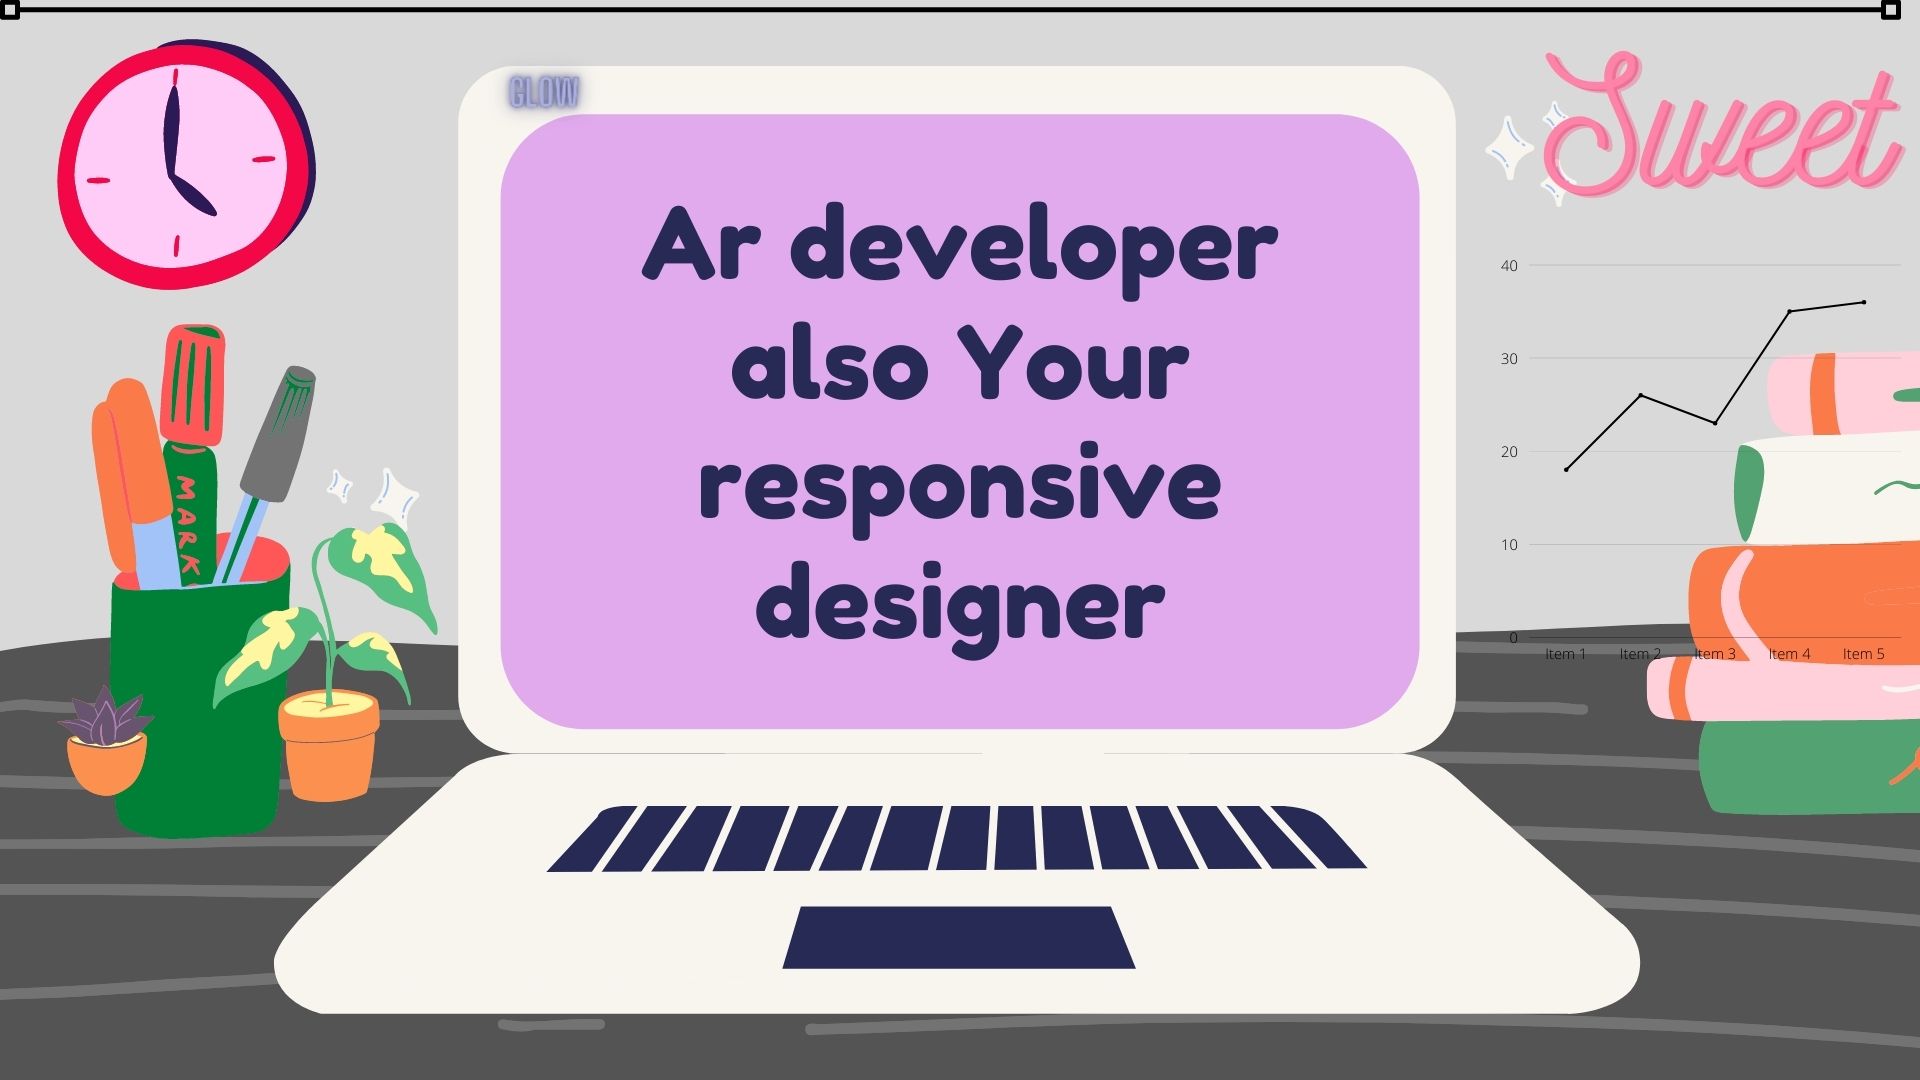 GLOW
Sweet
Ar developer
also Your
responsive
designer
MARK
40
30
20
10
0
Item 1 Item 2 Item 3 Item 4 Item 5